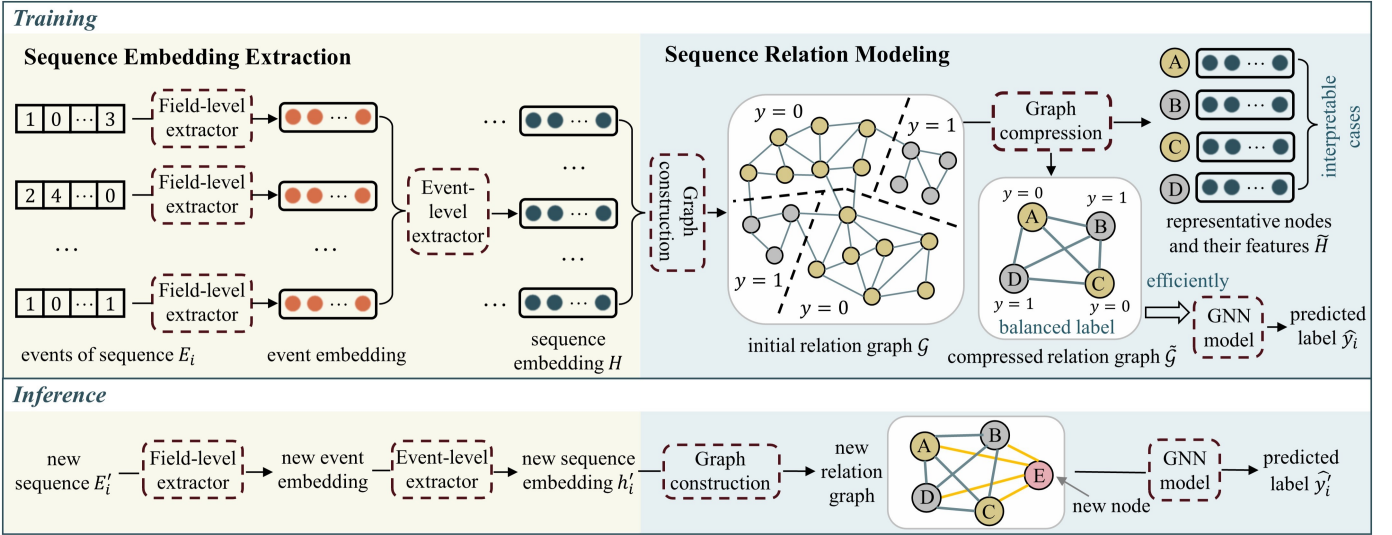 Training
Sequence Embedding Extraction
1 0 ··· 3
Field-level
extractor
2 4 ··· 0
Field-level
extractor
···
1 0 ··· 1
Field-level
extractor
events of sequence E_i
···
event embedding
Event-
level
extractor
···
···
···
···
sequence
embedding H
Sequence Relation Modeling
Graph
construction
y = 0
y = 1
y = 1
y = 0
initial relation graph 𝒢
Graph
compression
y = 0
y = 1
A
B
D
C
y = 1
y = 0
balanced label
compressed relation graph 𝒢̃
A ···
B ···
C ···
D ···
interpretable
cases
representative nodes
and their features H̃
efficiently
GNN
model
predicted
label ŷ_i
Inference
new
sequence E′_i
Field-level
extractor
new event
embedding
Event-level
extractor
new sequence
embedding h′_i
Graph
construction
new
relation
graph
A
B
E
D
C
new node
GNN
model
predicted
label ŷ′_i